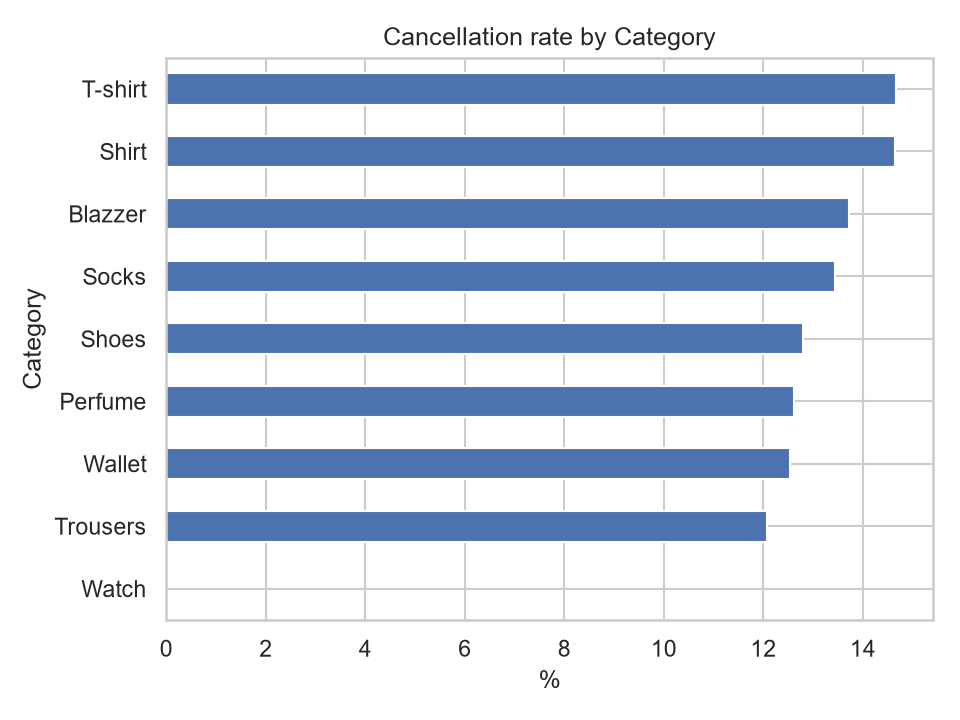 Cancellation rate by Category
T-shirt
Shirt
Blazzer
Socks
Shoes
Perfume
Wallet
Trousers
Watch
Category
0 2 4 6 8 10 12 14
%